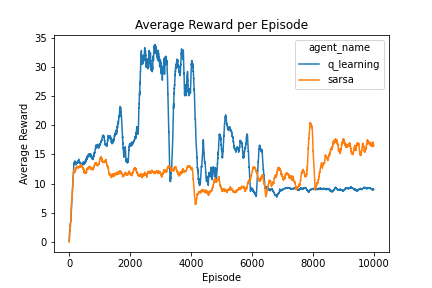 Average Reward per Episode
agent_name
q_learning
sarsa
Average Reward
35
30
25
20
15
10
5
0
0
2000
4000
6000
8000
10000
Episode